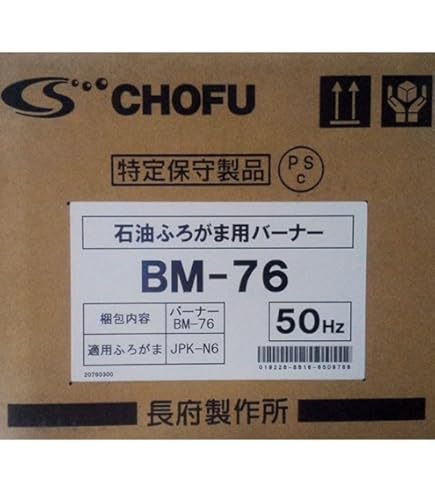 CHOFU
特定保守製品
PS
c
石油ふろがま用バーナー
BM-76
梱包内容 バーナー
BM-76
適用ふろがま JPK-N6
50Hz
20760300
長府製作所